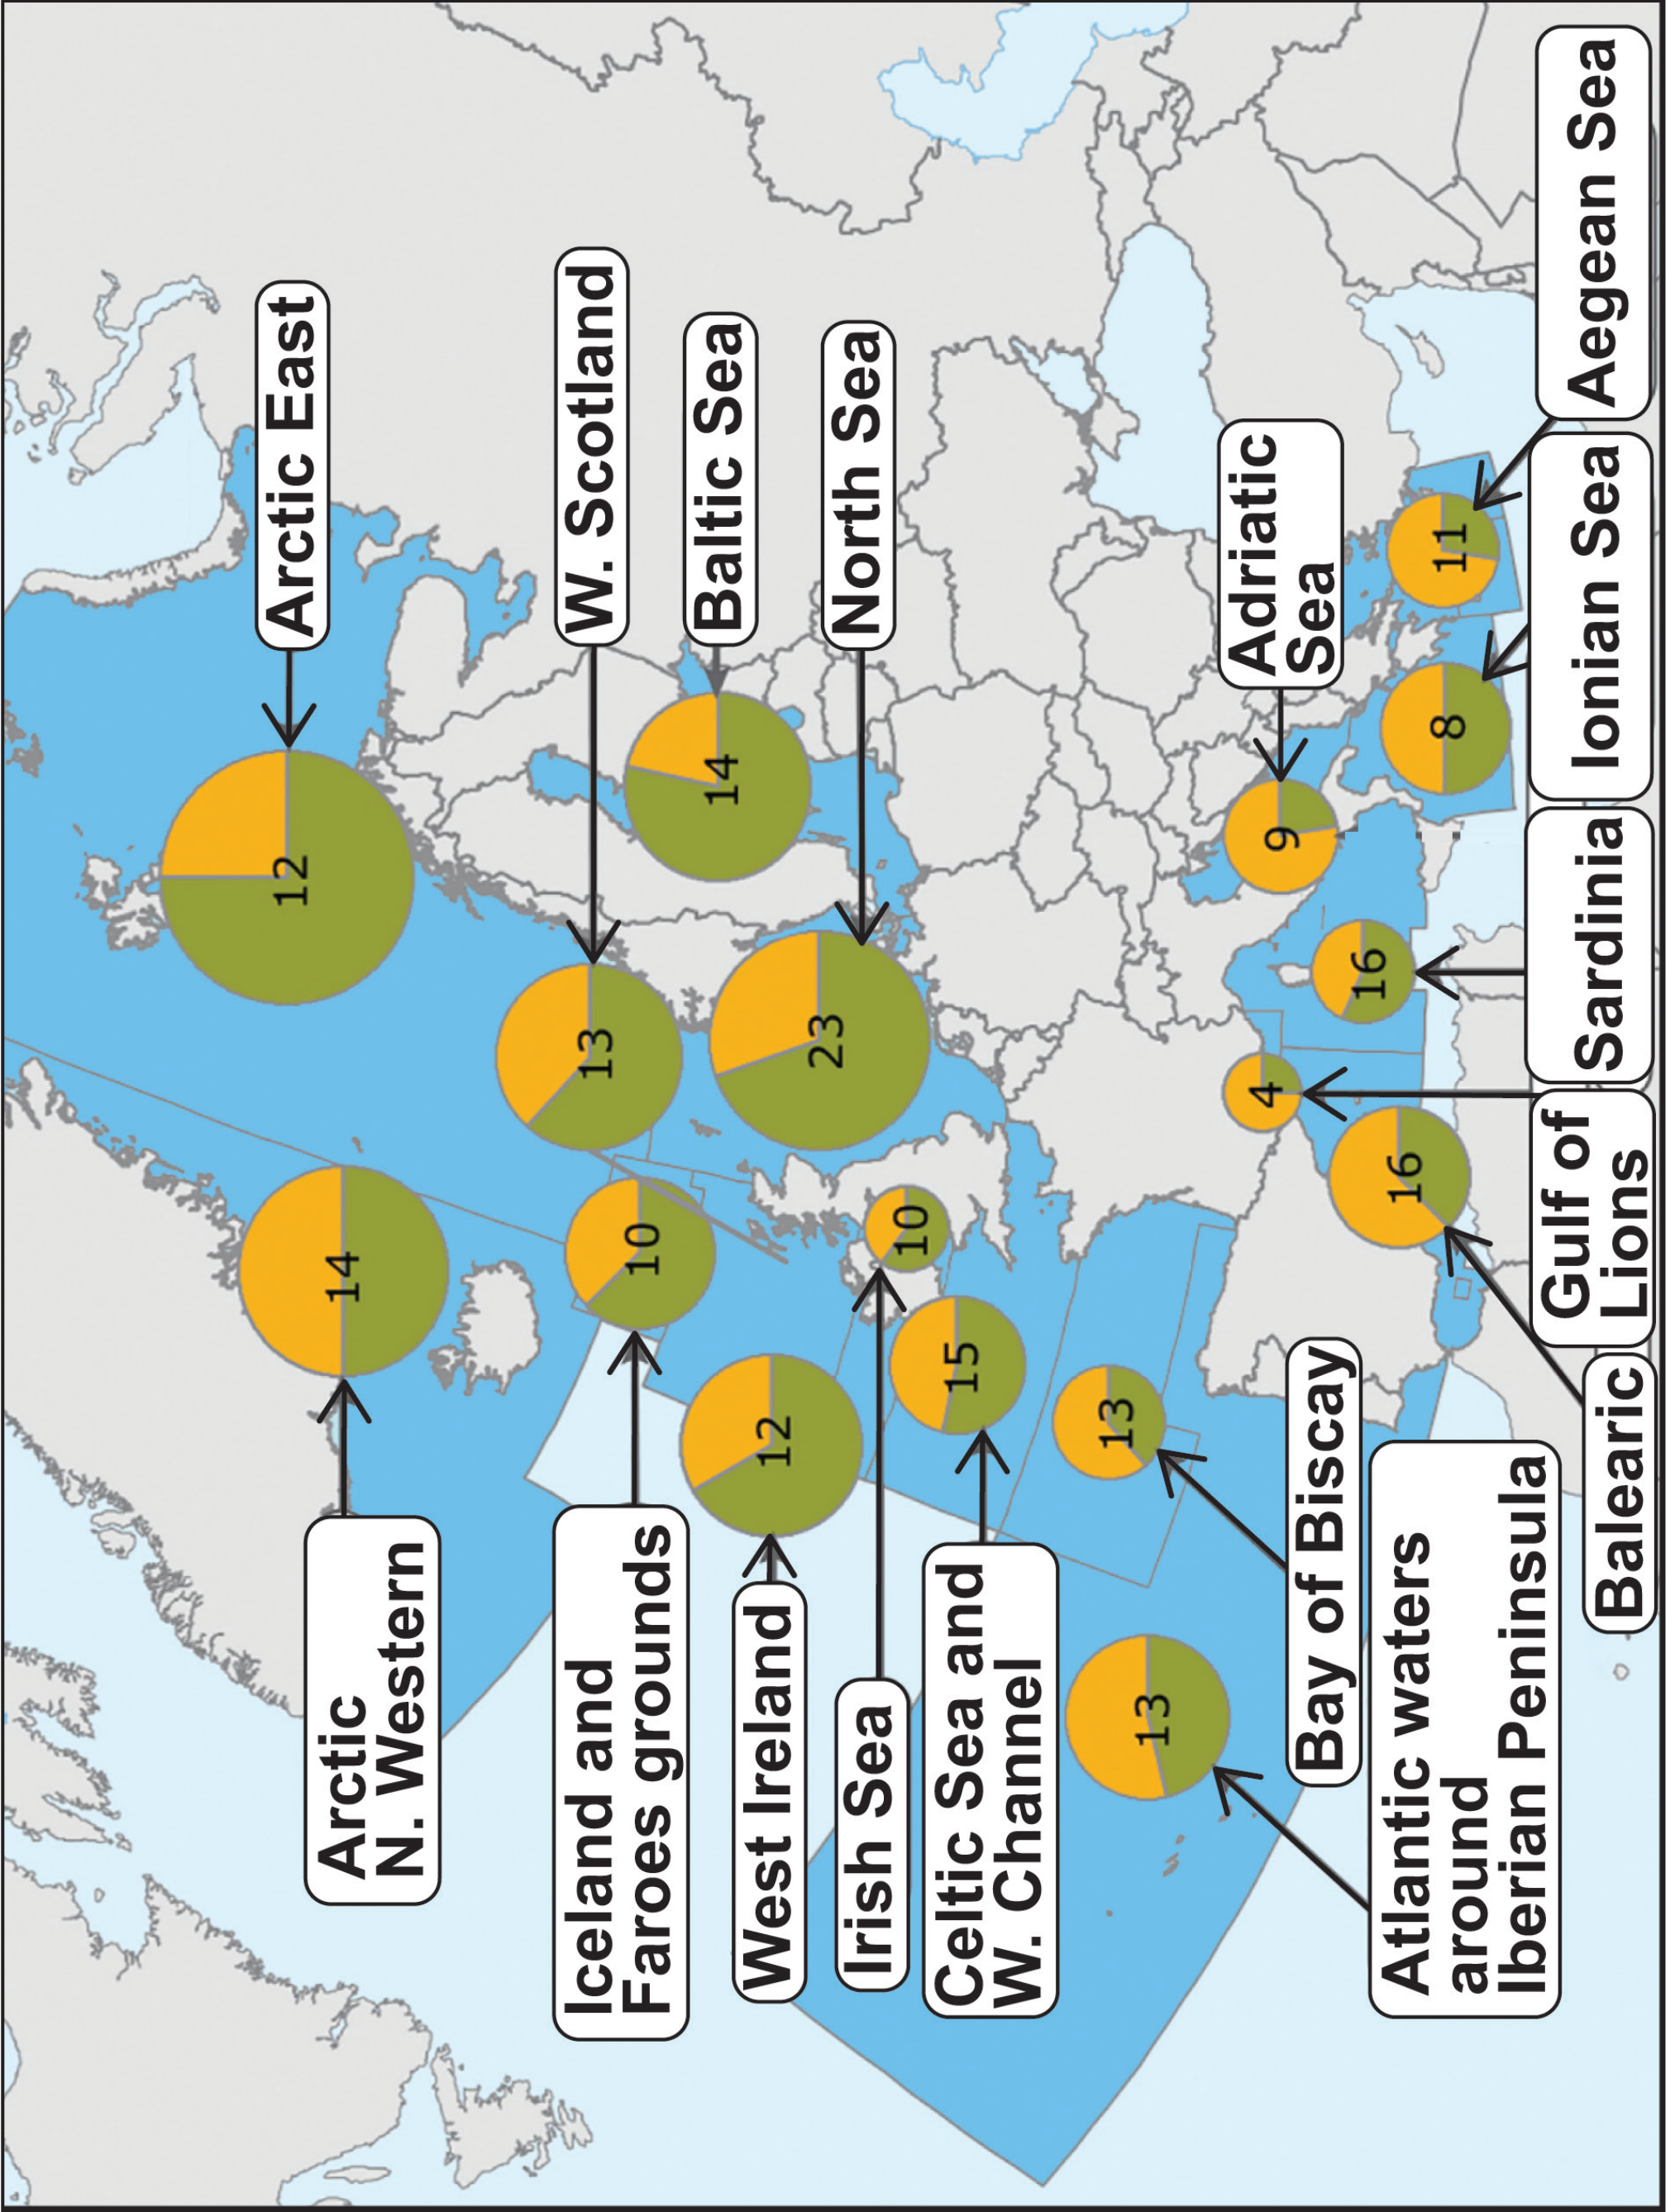 Arctic East
12
Arctic
N. Western
14
W. Scotland
13
Iceland and
Faroes grounds
10
Baltic Sea
14
West Ireland
12
North Sea
23
Irish Sea
10
Celtic Sea and
W. Channel
15
Bay of Biscay
13
Atlantic waters
around
Iberian Peninsula
13
Adriatic
Sea
9
Gulf of
Lions
4
Sardinia
16
Balearic
16
Ionian Sea
8
Aegean Sea
11